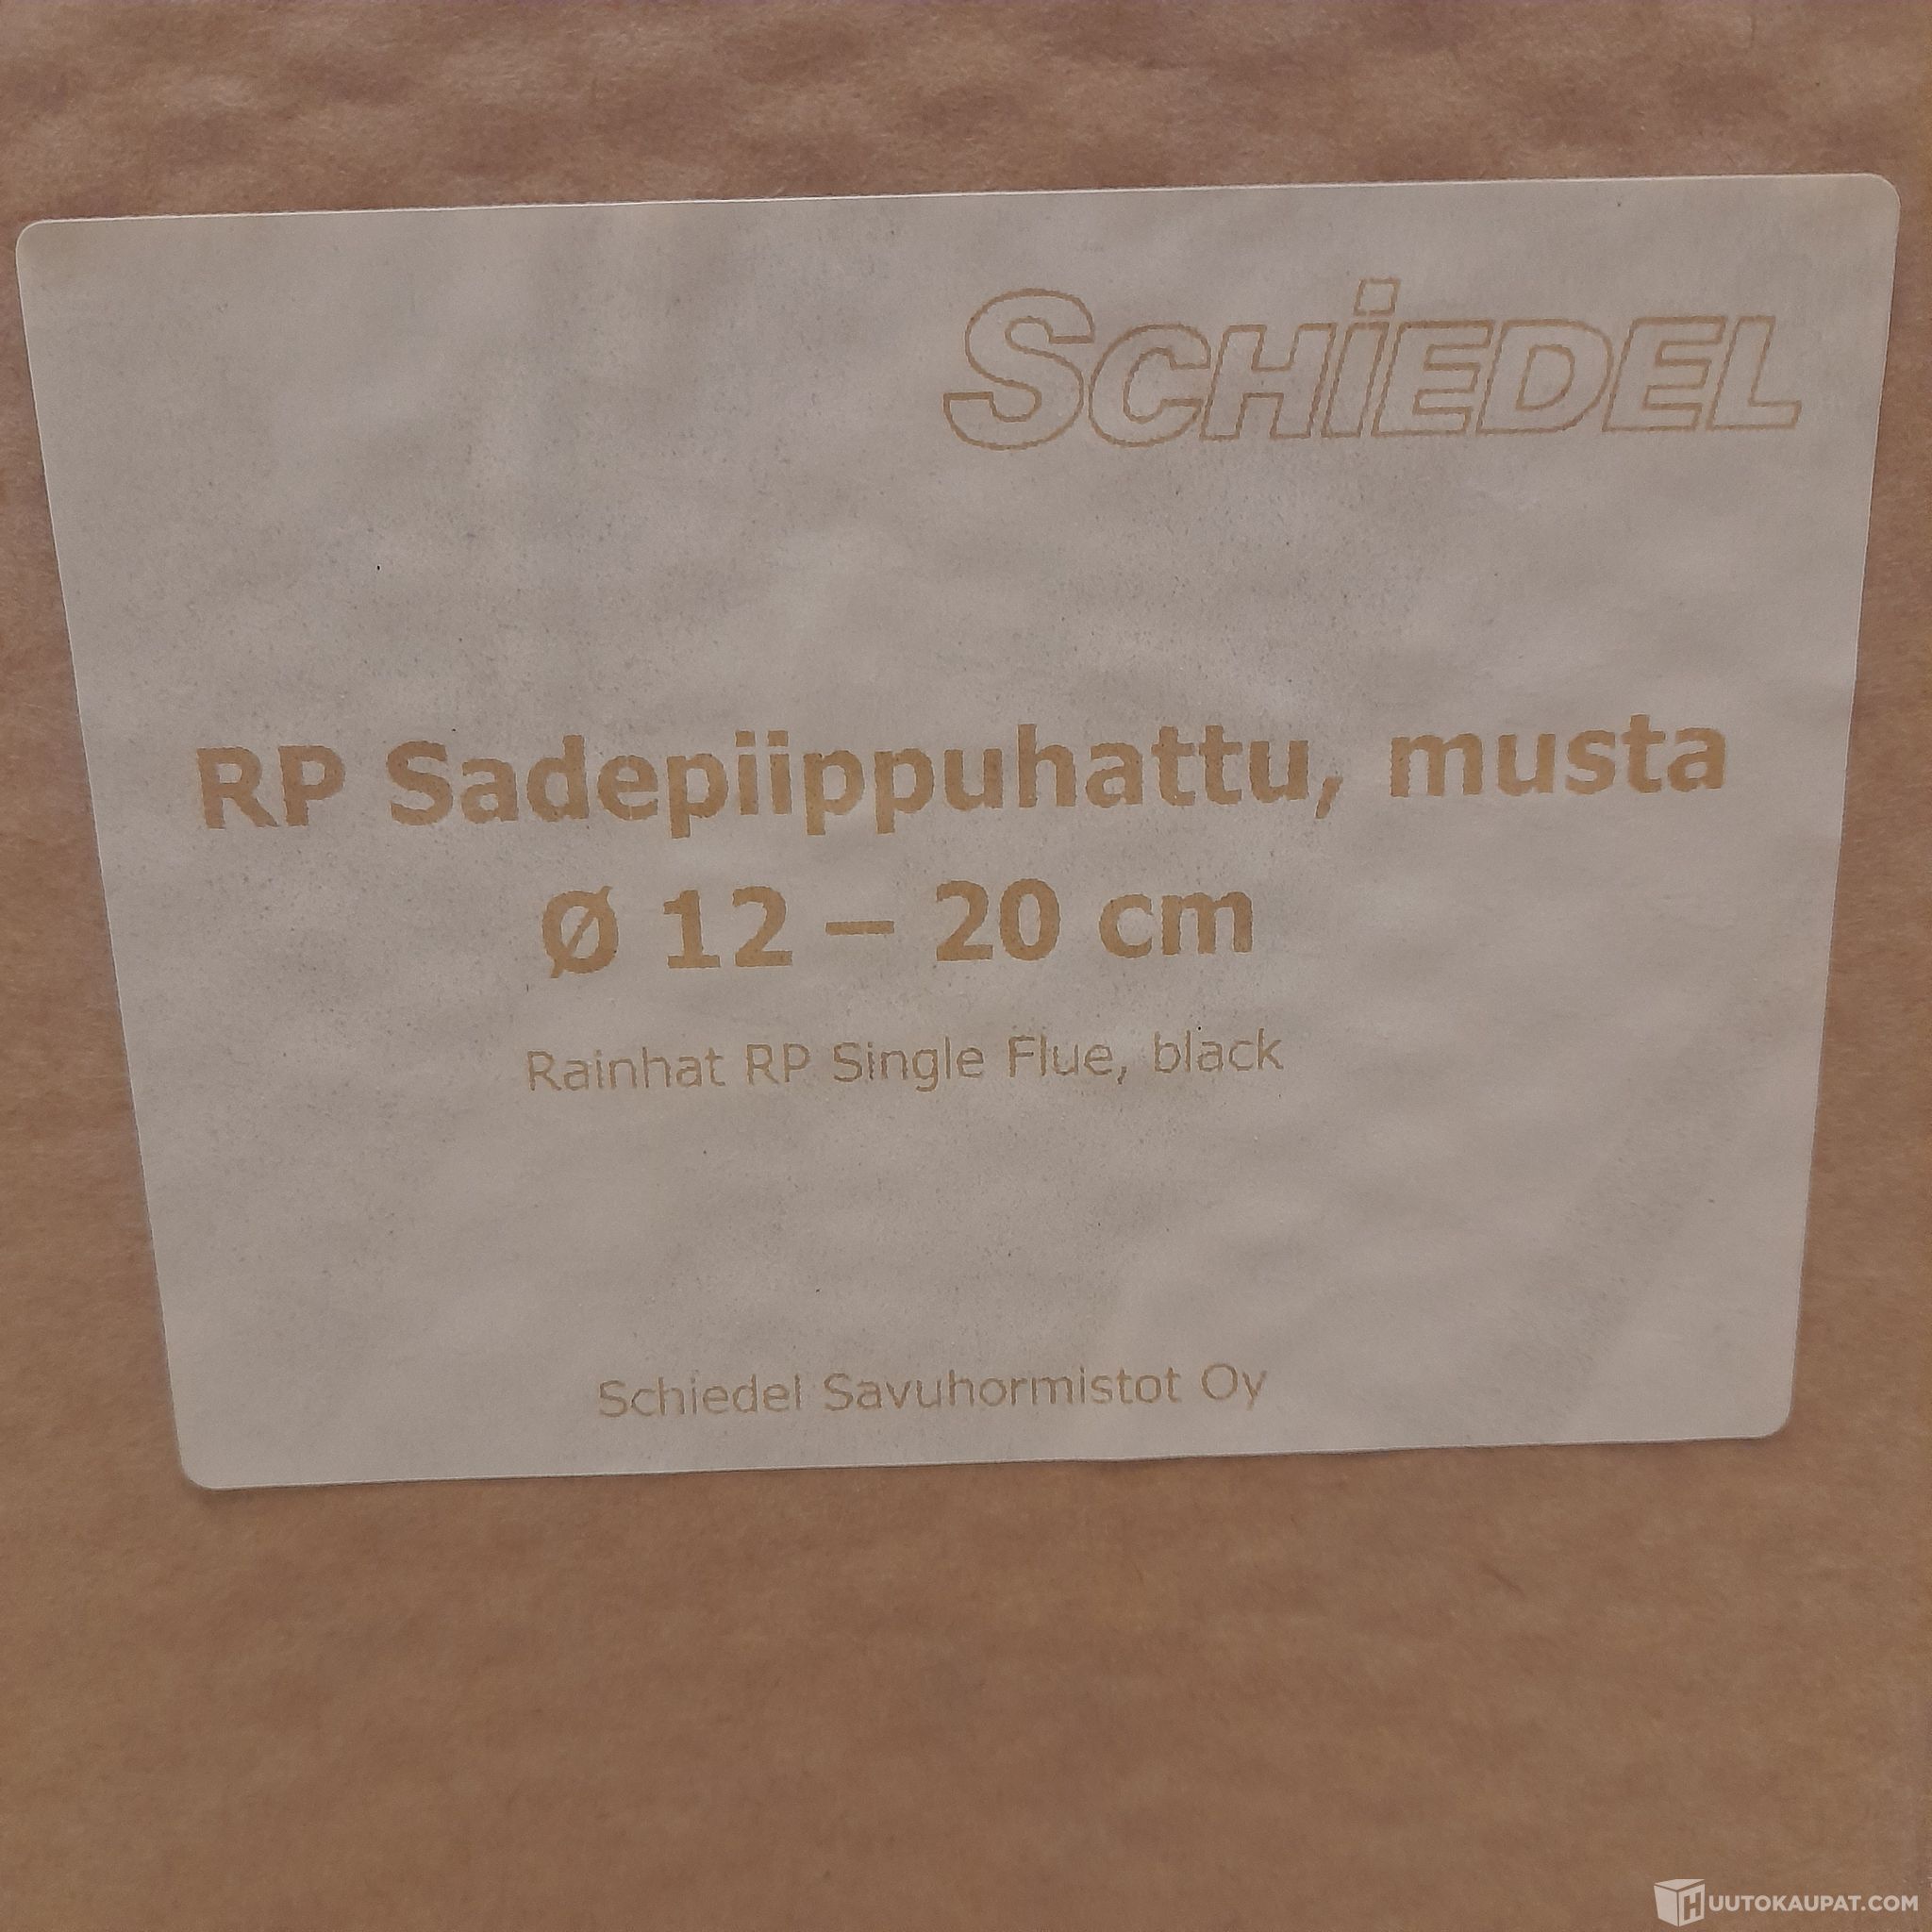 SCHiEDEL
RP Sadepiippuhattu, musta
Ø 12 – 20 cm
Rainhat RP Single Flue, black
Schiedel Savuhormistot Oy
HUUTOKAUPAT.COM